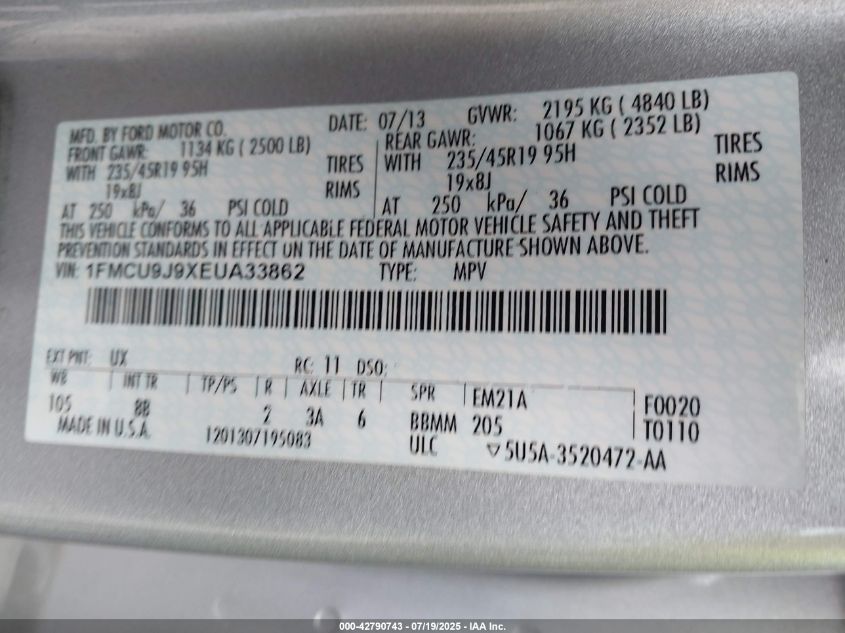 MFD. BY FORD MOTOR CO.
DATE: 07/13 GVWR: 2195 KG ( 4840 LB)
FRONT GAWR: 1134 KG ( 2500 LB)
REAR GAWR: 1067 KG ( 2352 LB)
WITH 235/45R19 95H TIRES
WITH 235/45R19 95H TIRES
19x8J RIMS
19x8J RIMS
AT 250 kPa/ 36 PSI COLD
AT 250 kPa/ 36 PSI COLD
THIS VEHICLE CONFORMS TO ALL APPLICABLE FEDERAL MOTOR VEHICLE SAFETY AND THEFT
PREVENTION STANDARDS IN EFFECT ON THE DATE OF MANUFACTURE SHOWN ABOVE.
VIN: 1FMCU9J9XEUA33862 TYPE: MPV
EXT PNT: UX RC: 11 DSO:
WB INT TR TP/PS R AXLE TR SPR EM21A F0020
105 8B 2 3A 6 BBMM 205 T0110
MADE IN U.S.A. 1201307195083 ULC ▽5U5A-3520472-AA
000-42790743 - 07/19/2025 - IAA Inc.